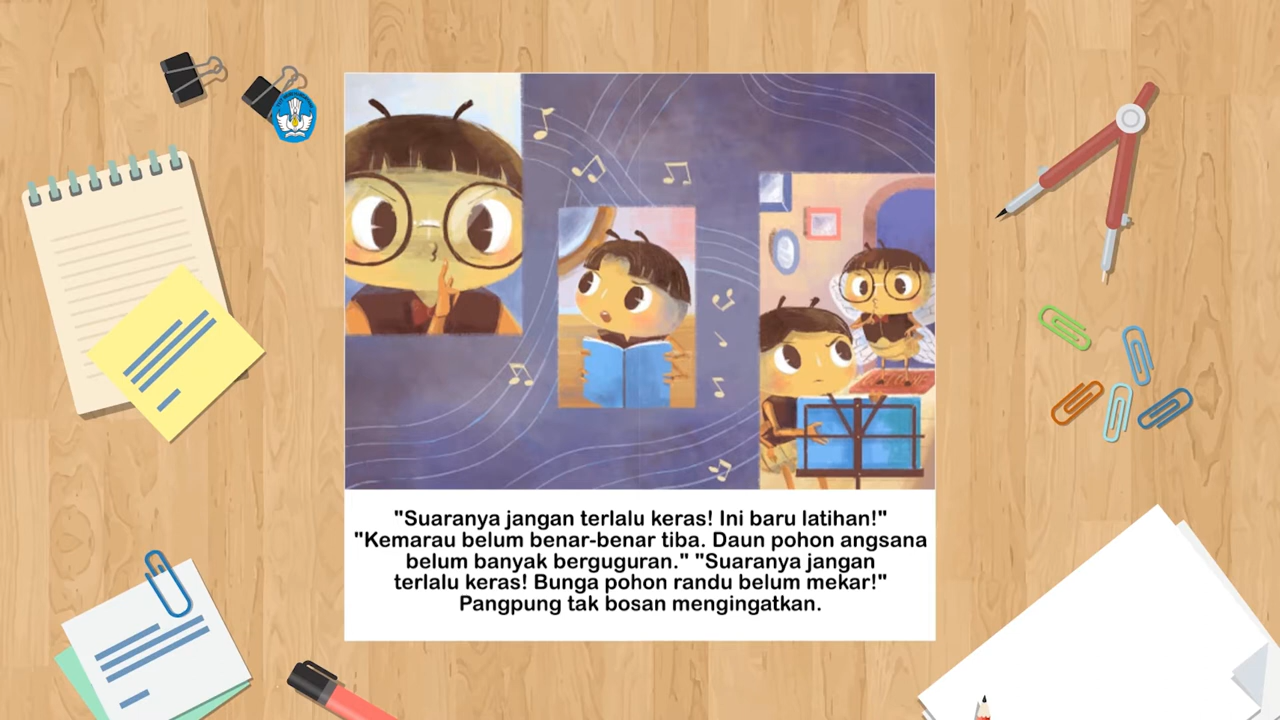 "Suaranya jangan terlalu keras! Ini baru latihan!"
"Kemarau belum benar-benar tiba. Daun pohon angsana
belum banyak berguguran." "Suaranya jangan
terlalu keras! Bunga pohon randu belum mekar!"
Pangpung tak bosan mengingatkan.